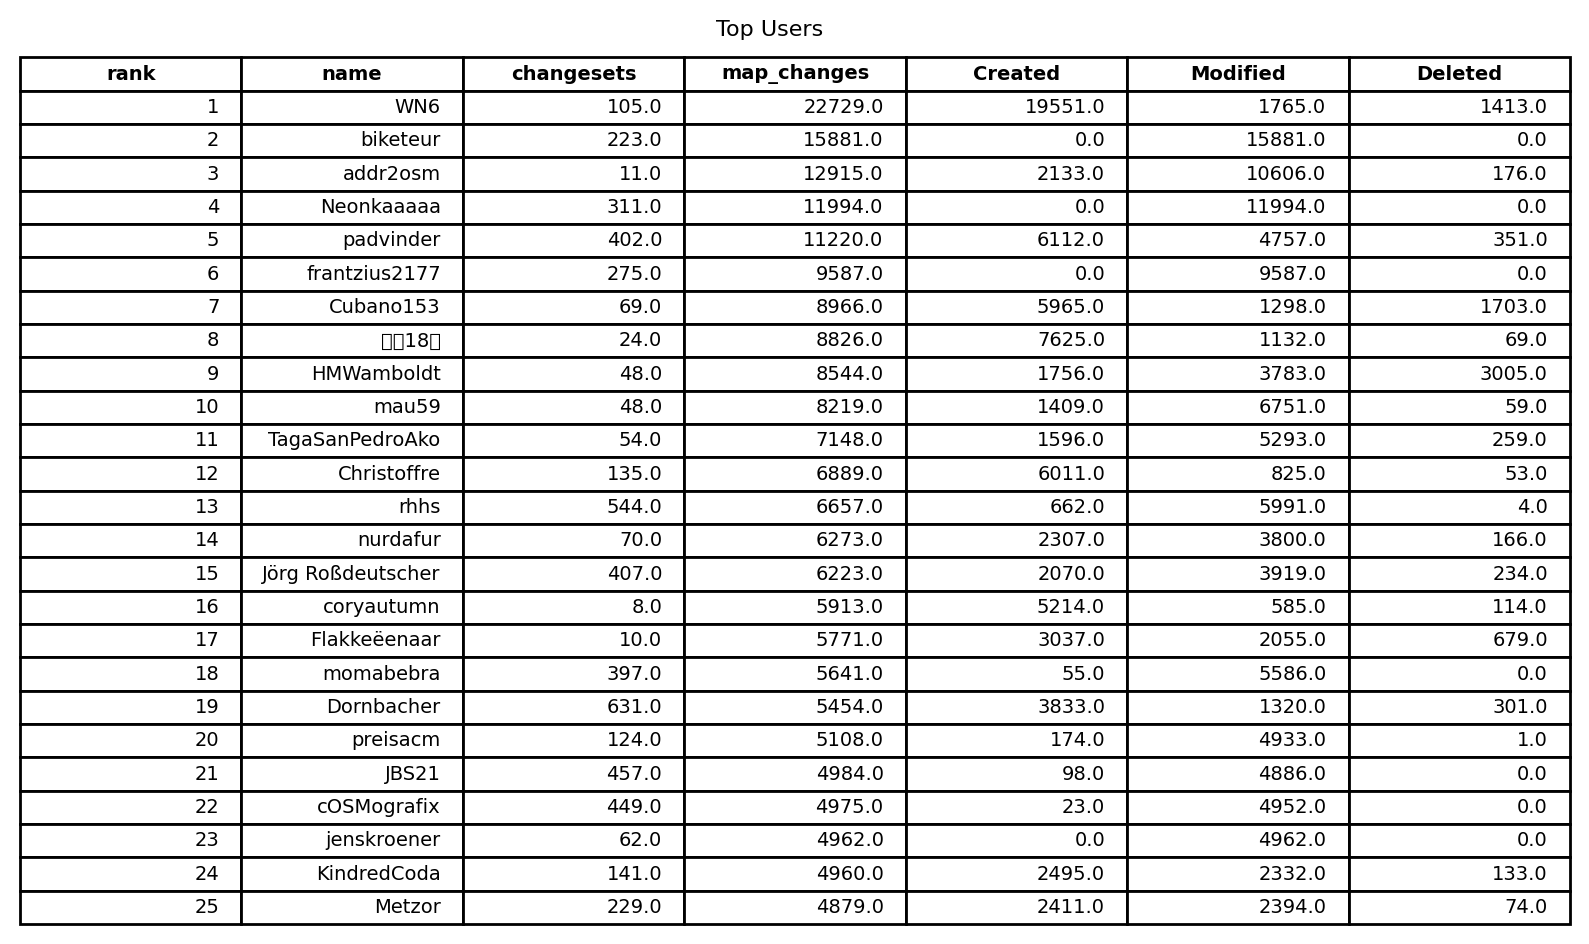 Top Users
rank name changesets map_changes Created Modified Deleted
1 WN6 105.0 22729.0 19551.0 1765.0 1413.0
2 biketeur 223.0 15881.0 0.0 15881.0 0.0
3 addr2osm 11.0 12915.0 2133.0 10606.0 176.0
4 Neonkaaaaa 311.0 11994.0 0.0 11994.0 0.0
5 padvinder 402.0 11220.0 6112.0 4757.0 351.0
6 frantzius2177 275.0 9587.0 0.0 9587.0 0.0
7 Cubano153 69.0 8966.0 5965.0 1298.0 1703.0
8 18 24.0 8826.0 7625.0 1132.0 69.0
9 HMWamboldt 48.0 8544.0 1756.0 3783.0 3005.0
10 mau59 48.0 8219.0 1409.0 6751.0 59.0
11 TagaSanPedroAko 54.0 7148.0 1596.0 5293.0 259.0
12 Christoffre 135.0 6889.0 6011.0 825.0 53.0
13 rhhs 544.0 6657.0 662.0 5991.0 4.0
14 nurdafur 70.0 6273.0 2307.0 3800.0 166.0
15 Jörg Roßdeutscher 407.0 6223.0 2070.0 3919.0 234.0
16 coryautumn 8.0 5913.0 5214.0 585.0 114.0
17 Flakkeëenaar 10.0 5771.0 3037.0 2055.0 679.0
18 momabebra 397.0 5641.0 55.0 5586.0 0.0
19 Dornbacher 631.0 5454.0 3833.0 1320.0 301.0
20 preisacm 124.0 5108.0 174.0 4933.0 1.0
21 JBS21 457.0 4984.0 98.0 4886.0 0.0
22 cOSMografix 449.0 4975.0 23.0 4952.0 0.0
23 jenskroener 62.0 4962.0 0.0 4962.0 0.0
24 KindredCoda 141.0 4960.0 2495.0 2332.0 133.0
25 Metzor 229.0 4879.0 2411.0 2394.0 74.0